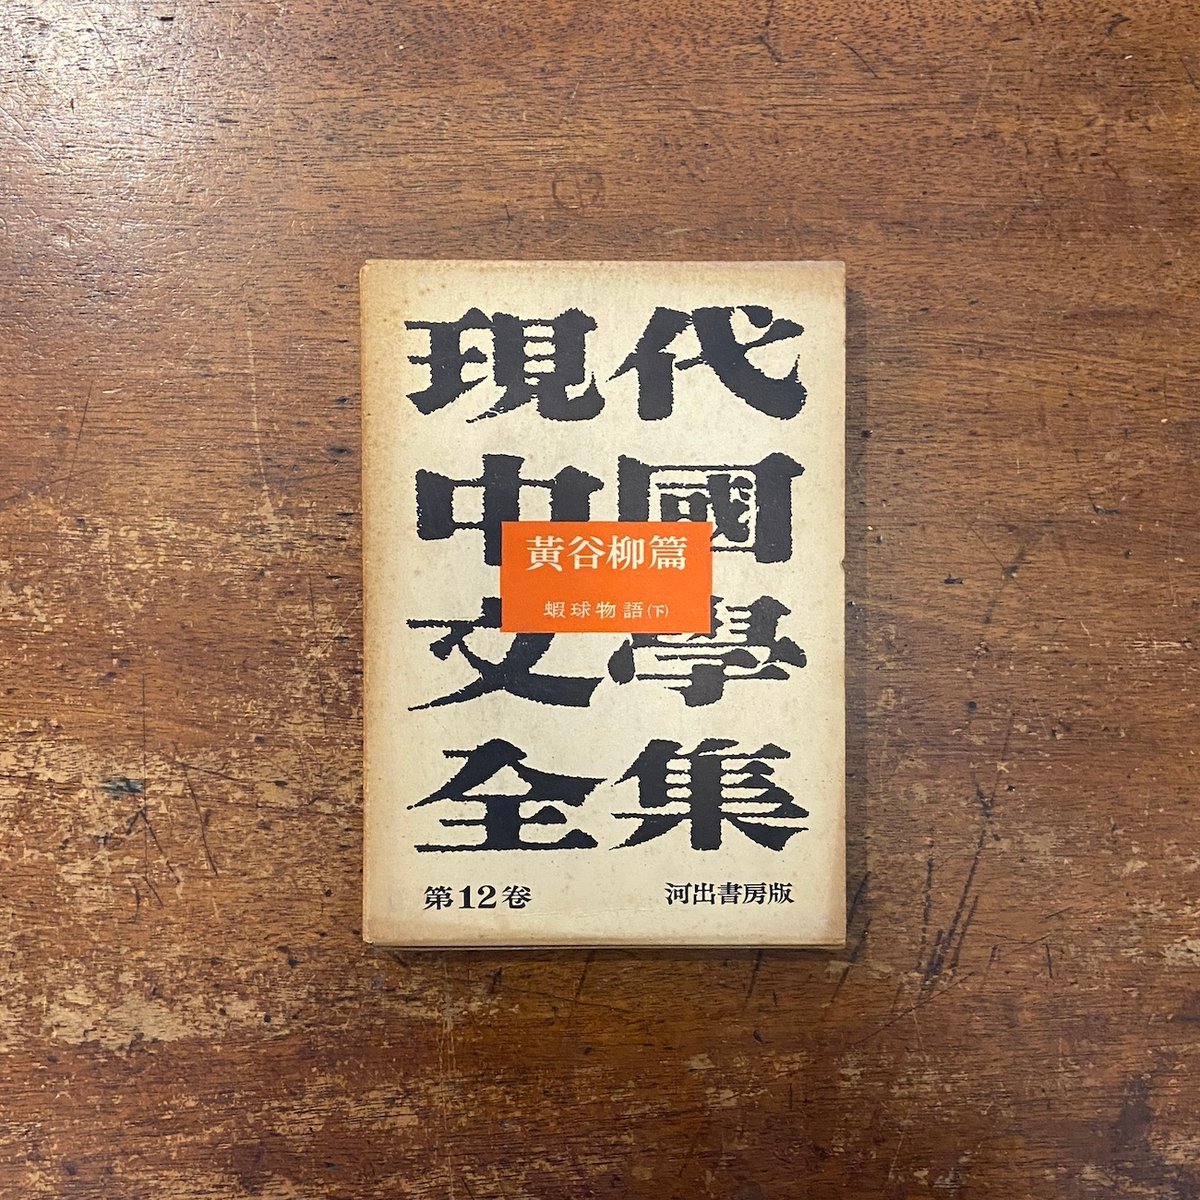 現代
中國
文學
全集
黃谷柳篇
蝦球物語(下)
第12卷
河出書房版